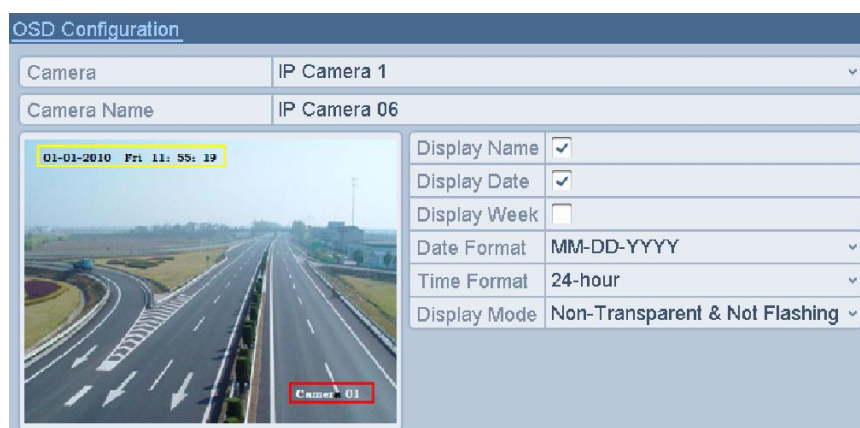 OSD Configuration
Camera IP Camera 1
Camera Name IP Camera 06
01-01-2010 Fri 11: 55: 19
Display Name
Display Date
Display Week
Date Format MM-DD-YYYY
Time Format 24-hour
Display Mode Non-Transparent & Not Flashing
Camera 01